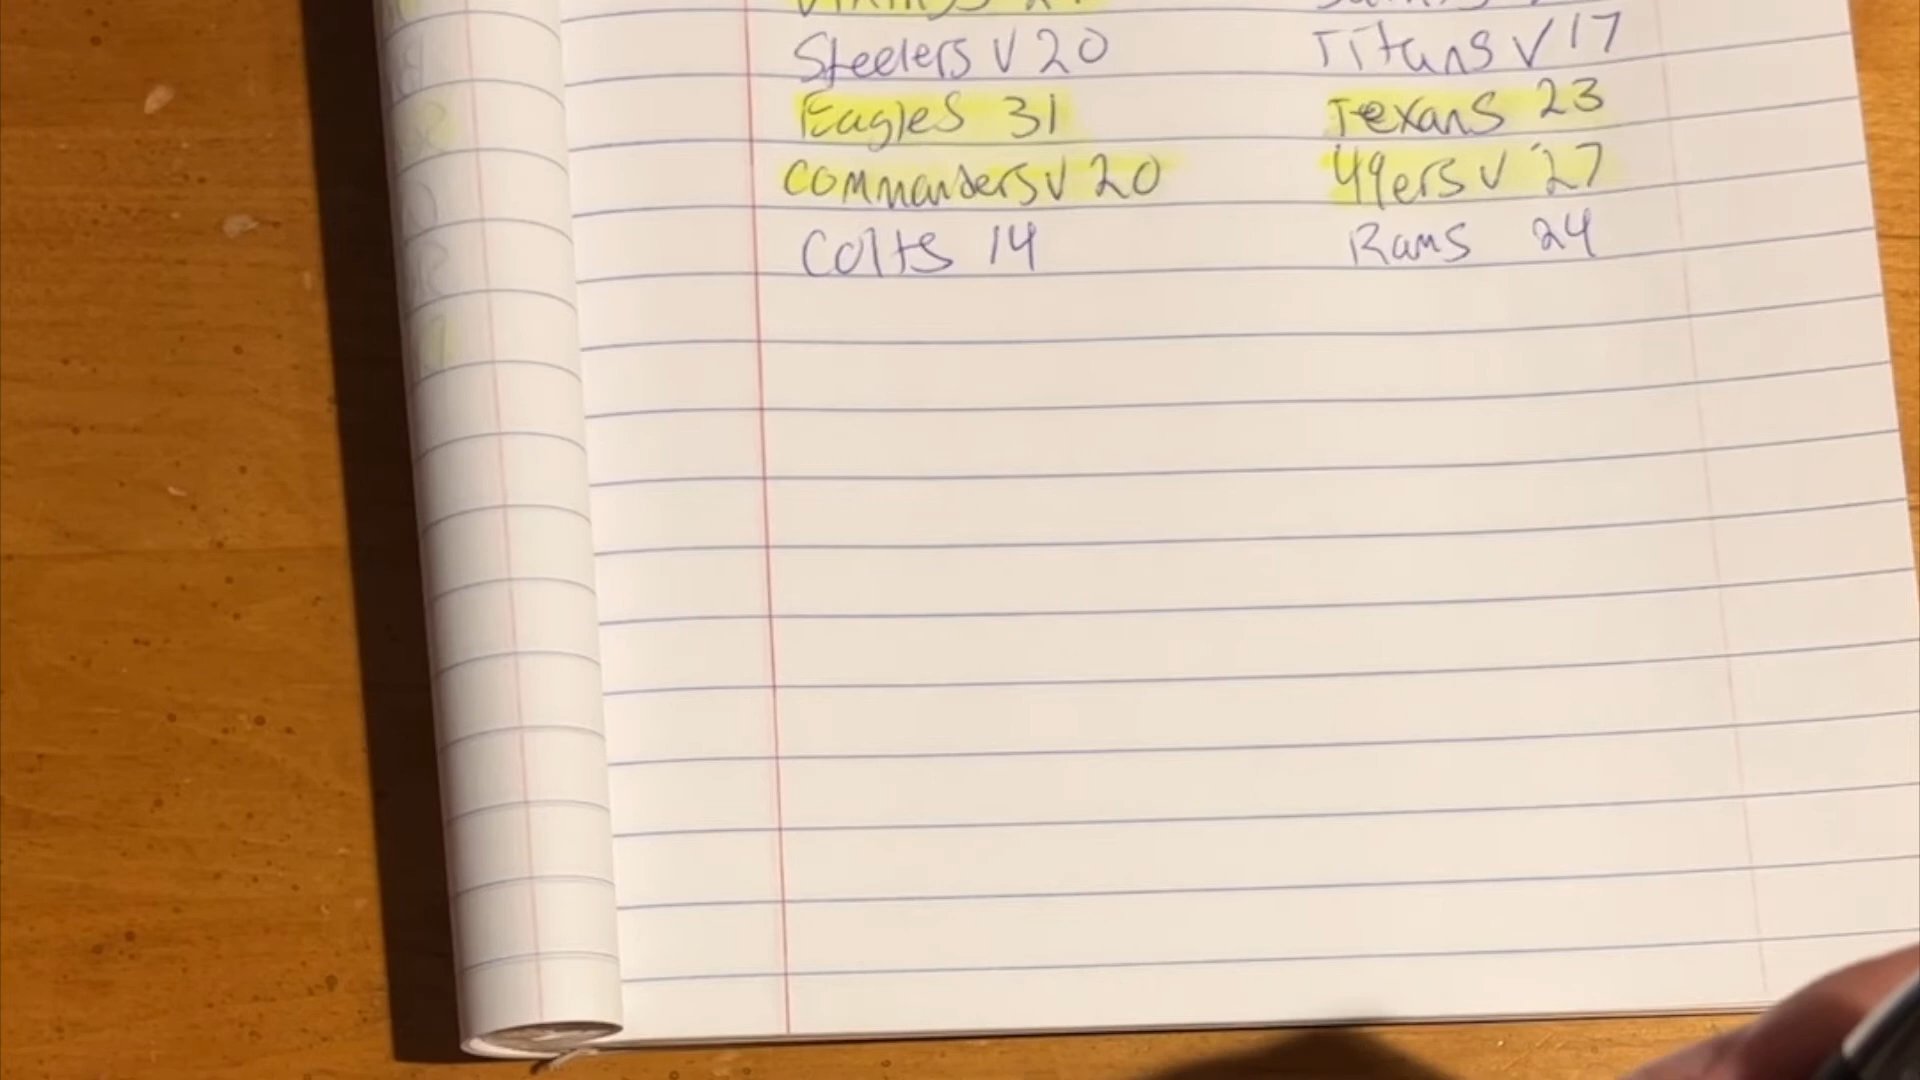 Steelers V 20 Titans V 17
Eagles 31 Texans 23
Commanders V 20 49ers V 27
Colts 14 Rams 24